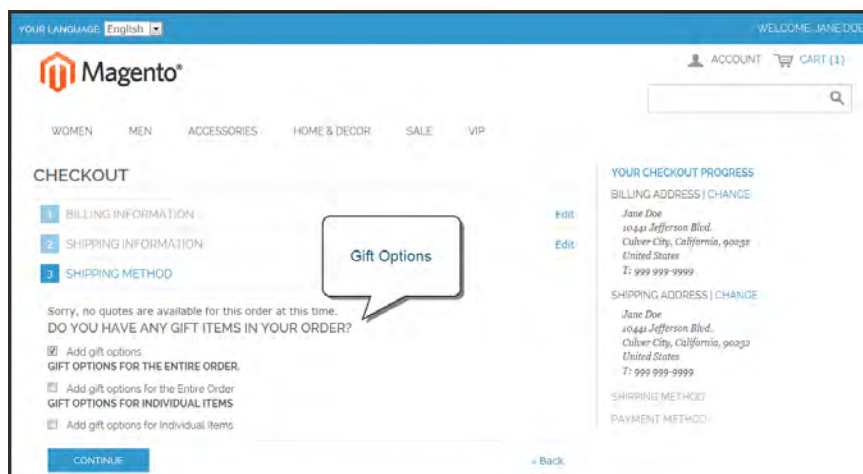 YOUR LANGUAGE: English
WELCOME, JANE DOE
Magento®
ACCOUNT CART (1)
WOMEN MEN ACCESSORIES HOME & DECOR SALE VIP
CHECKOUT
1 BILLING INFORMATION Edit
2 SHIPPING INFORMATION Edit
3 SHIPPING METHOD
Gift Options
Sorry, no quotes are available for this order at this time.
DO YOU HAVE ANY GIFT ITEMS IN YOUR ORDER?
Add gift options
GIFT OPTIONS FOR THE ENTIRE ORDER.
Add gift options for the Entire Order
GIFT OPTIONS FOR INDIVIDUAL ITEMS
Add gift options for Individual Items
CONTINUE
« Back
YOUR CHECKOUT PROGRESS
BILLING ADDRESS | CHANGE
Jane Doe
10441 Jefferson Blvd.
Culver City, California, 90232
United States
T: 999 999-9999
SHIPPING ADDRESS | CHANGE
Jane Doe
10441 Jefferson Blvd.
Culver City, California, 90232
United States
T: 999 999-9999
SHIPPING METHOD
PAYMENT METHOD